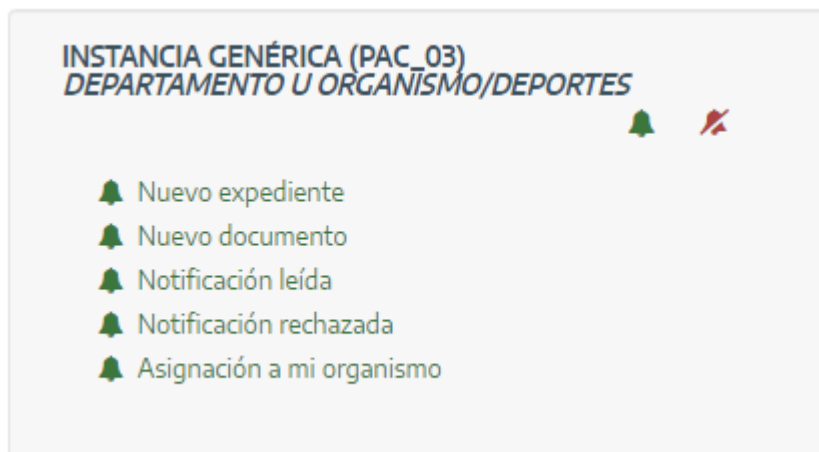 INSTANCIA GENÉRICA (PAC_03)
DEPARTAMENTO U ORGANISMO/DEPORTES
Nuevo expediente
Nuevo documento
Notificación leída
Notificación rechazada
Asignación a mi organismo